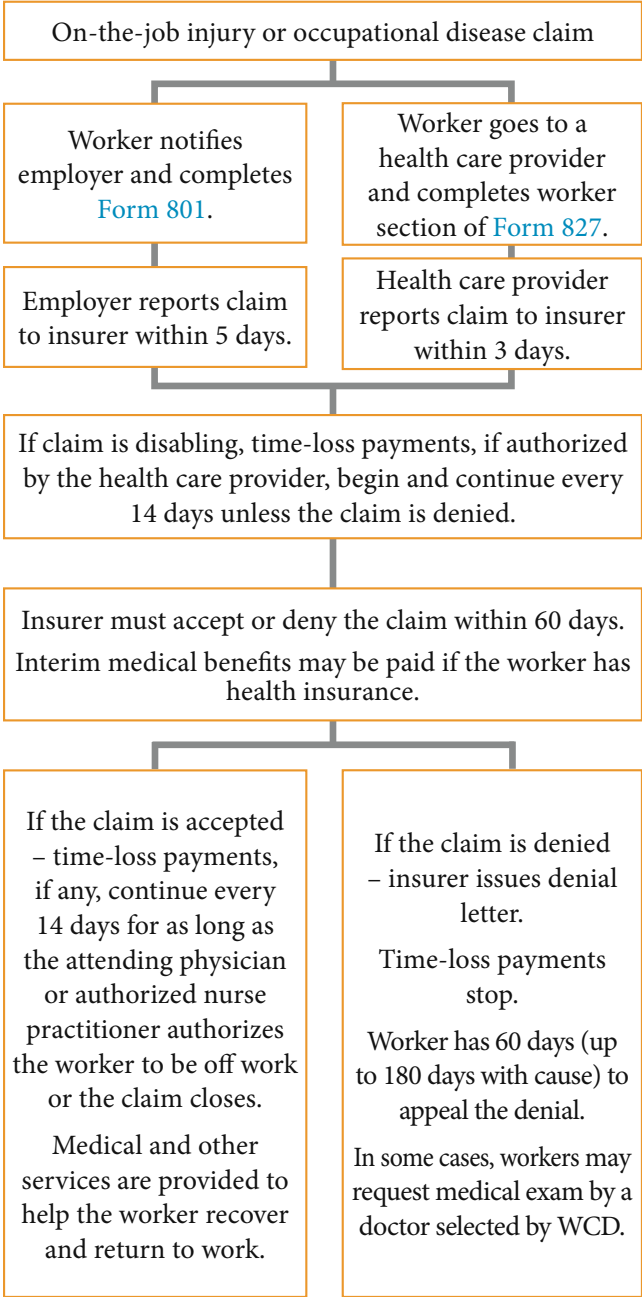 On-the-job injury or occupational disease claim
Worker notifies
employer and completes
Form 801.
Worker goes to a
health care provider
and completes worker
section of Form 827.
Employer reports claim
to insurer within 5 days.
Health care provider
reports claim to insurer
within 3 days.
If claim is disabling, time-loss payments, if authorized
by the health care provider, begin and continue every
14 days unless the claim is denied.
Insurer must accept or deny the claim within 60 days.
Interim medical benefits may be paid if the worker has
health insurance.
If the claim is accepted
– time-loss payments,
if any, continue every
14 days for as long as
the attending physician
or authorized nurse
practitioner authorizes
the worker to be off work
or the claim closes.
Medical and other
services are provided to
help the worker recover
and return to work.
If the claim is denied
– insurer issues denial
letter.
Time-loss payments
stop.
Worker has 60 days (up
to 180 days with cause) to
appeal the denial.
In some cases, workers may
request medical exam by a
doctor selected by WCD.